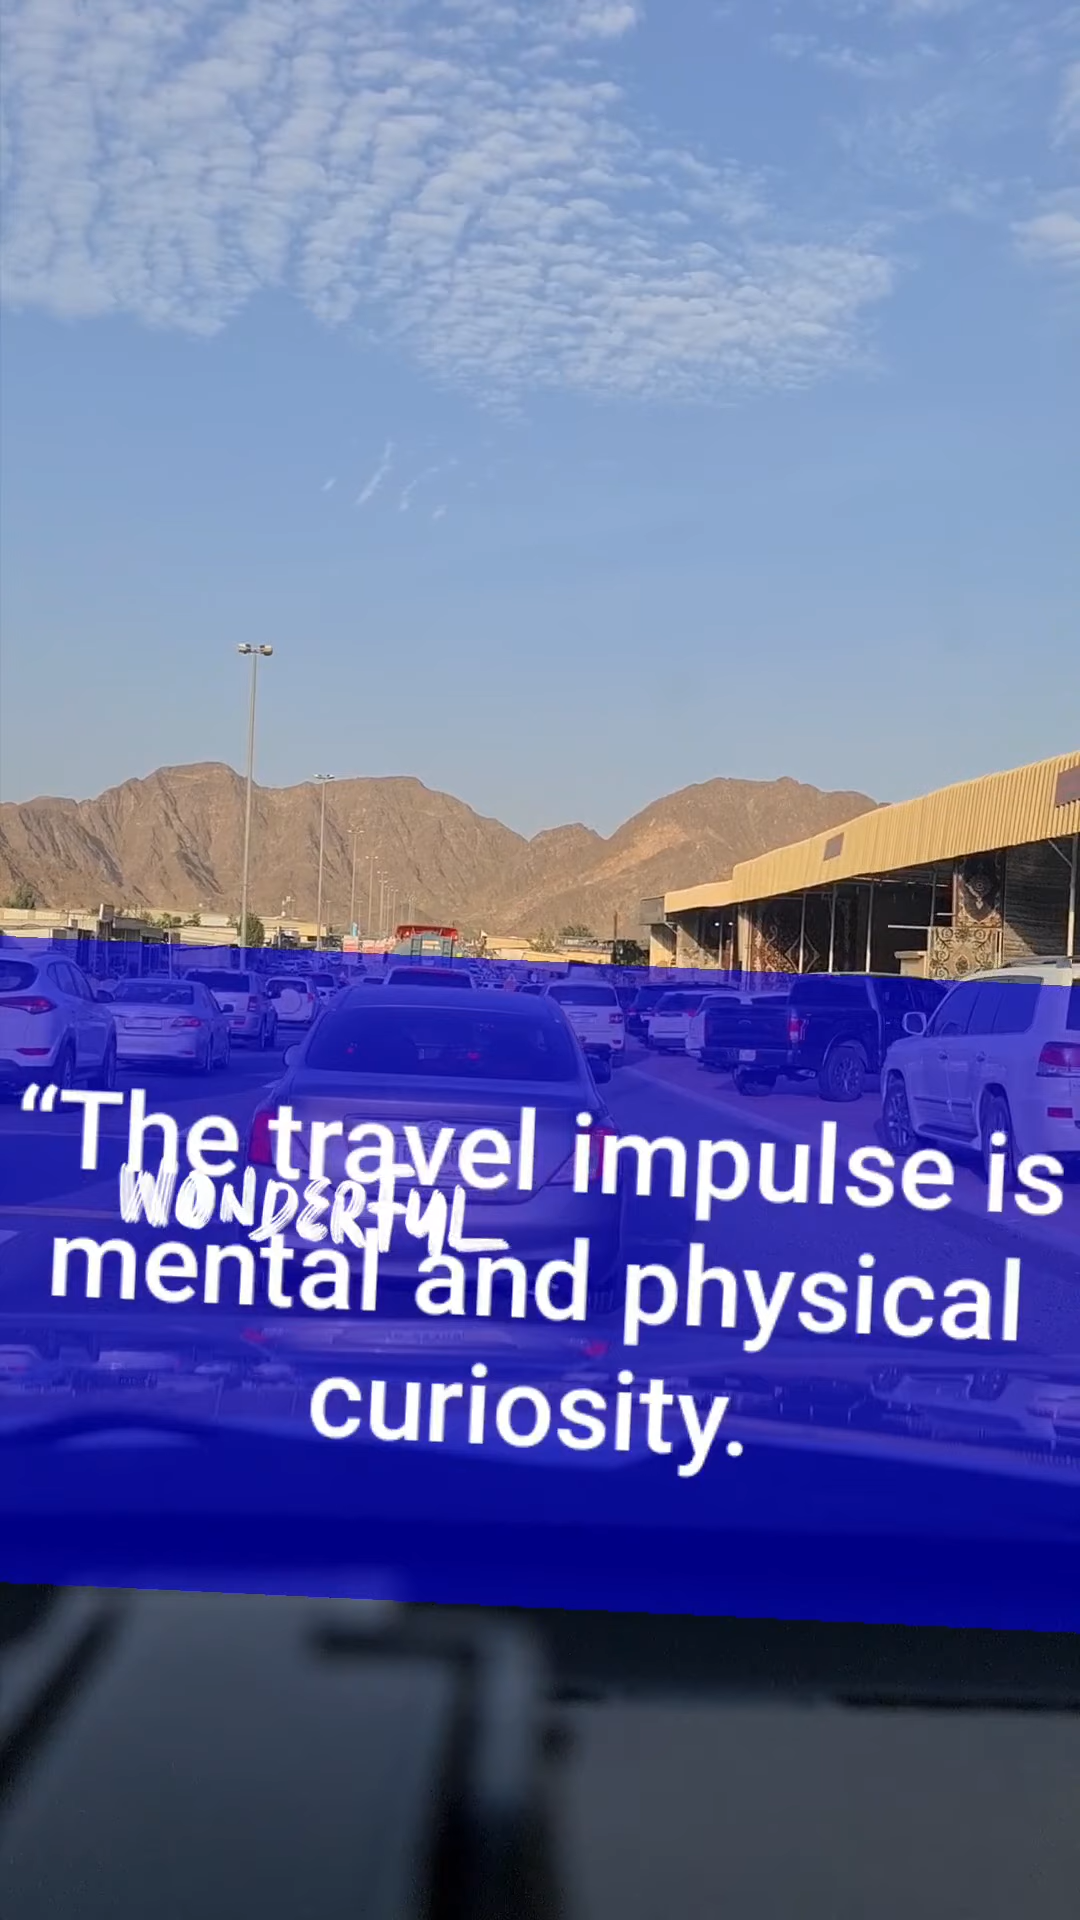 “The travel impulse is
WONDERFUL
mental and physical
curiosity.